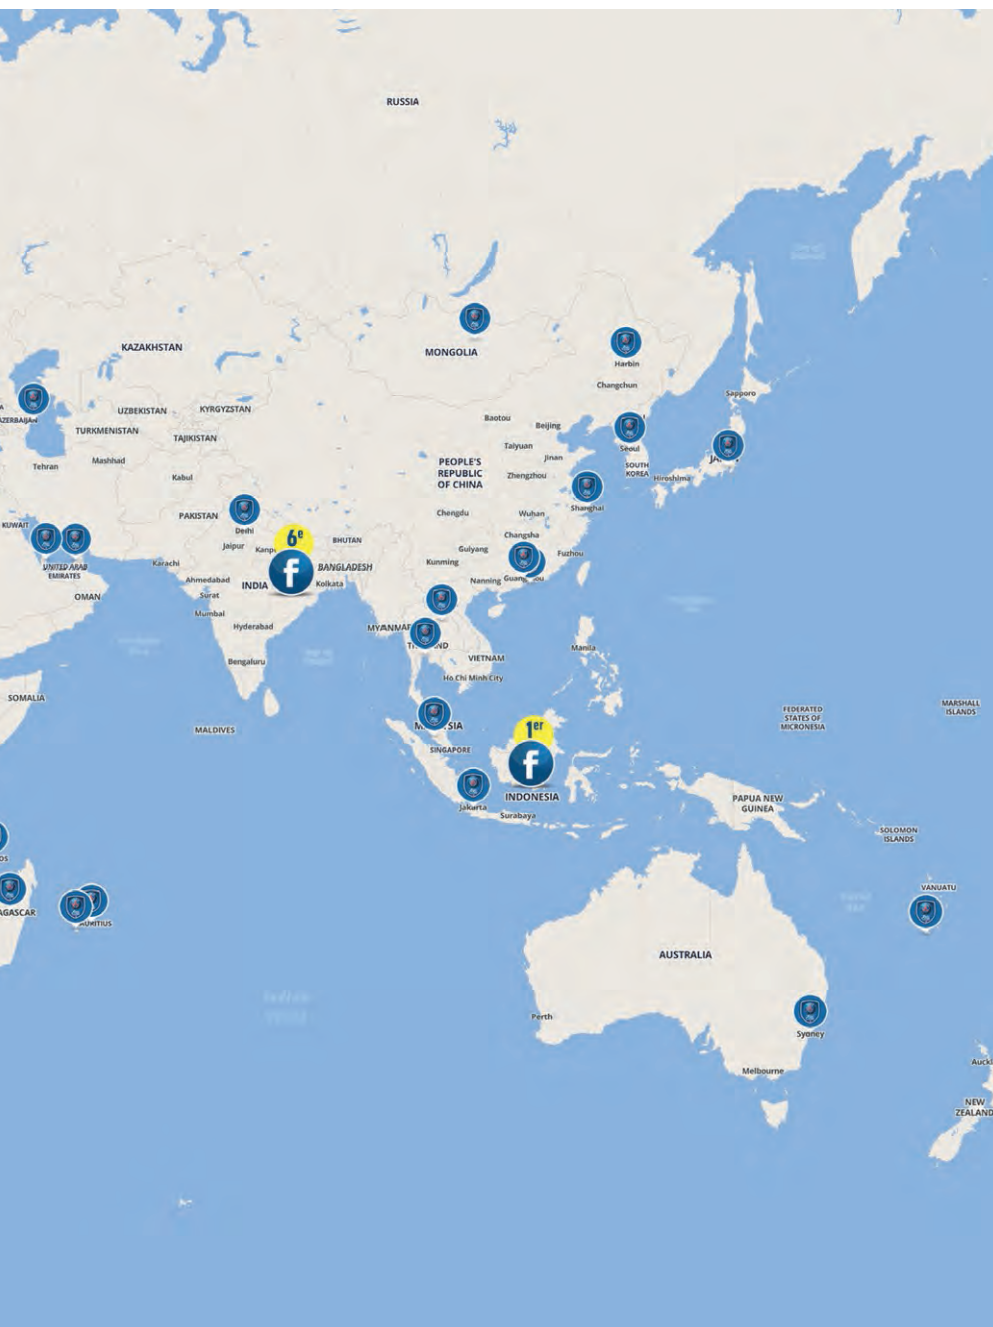 RUSSIA
KAZAKHSTAN
MONGOLIA
Harbin
Changchun
Sapporo
UZBEKISTAN
KYRGYZSTAN
TURKMENISTAN
TAJIKISTAN
Baotou
Beijing
Seoul
Tehran
Mashhad
Taiyuan
Jinan
SOUTH
KOREA
Kabul
PEOPLE'S
REPUBLIC
OF CHINA
Zhengzhou
Hiroshima
Shanghai
KUWAIT
PAKISTAN
Delhi
Chengdu
Wuhan
6e
Jaipur
BHUTAN
Changsha
Guiyang
Fuzhou
Karachi
UNITED ARAB
EMIRATES
f
BANGLADESH
Kunming
Nanning
OMAN
Ahmedabad
INDIA
Kolkata
Surat
Mumbai
Hyderabad
Manila
Bengaluru
VIETNAM
Ho Chi Minh City
SOMALIA
MALDIVES
FEDERATED
STATES OF
MICRONESIA
MARSHALL
ISLANDS
1er
SINGAPORE
f
INDONESIA
Jakarta
Surabaya
PAPUA NEW
GUINEA
SOLOMON
ISLANDS
VANUATU
AUSTRALIA
Perth
Sydney
Melbourne
NEW
ZEALAND